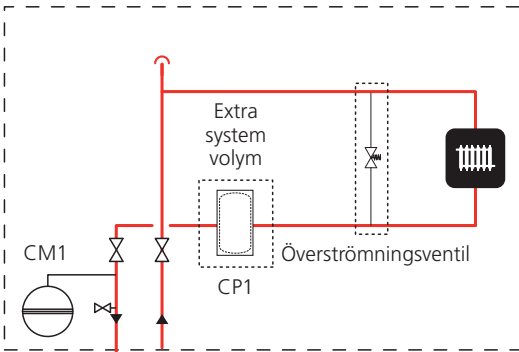 Extra
system
volym
CM1
Överströmningsventil
CP1